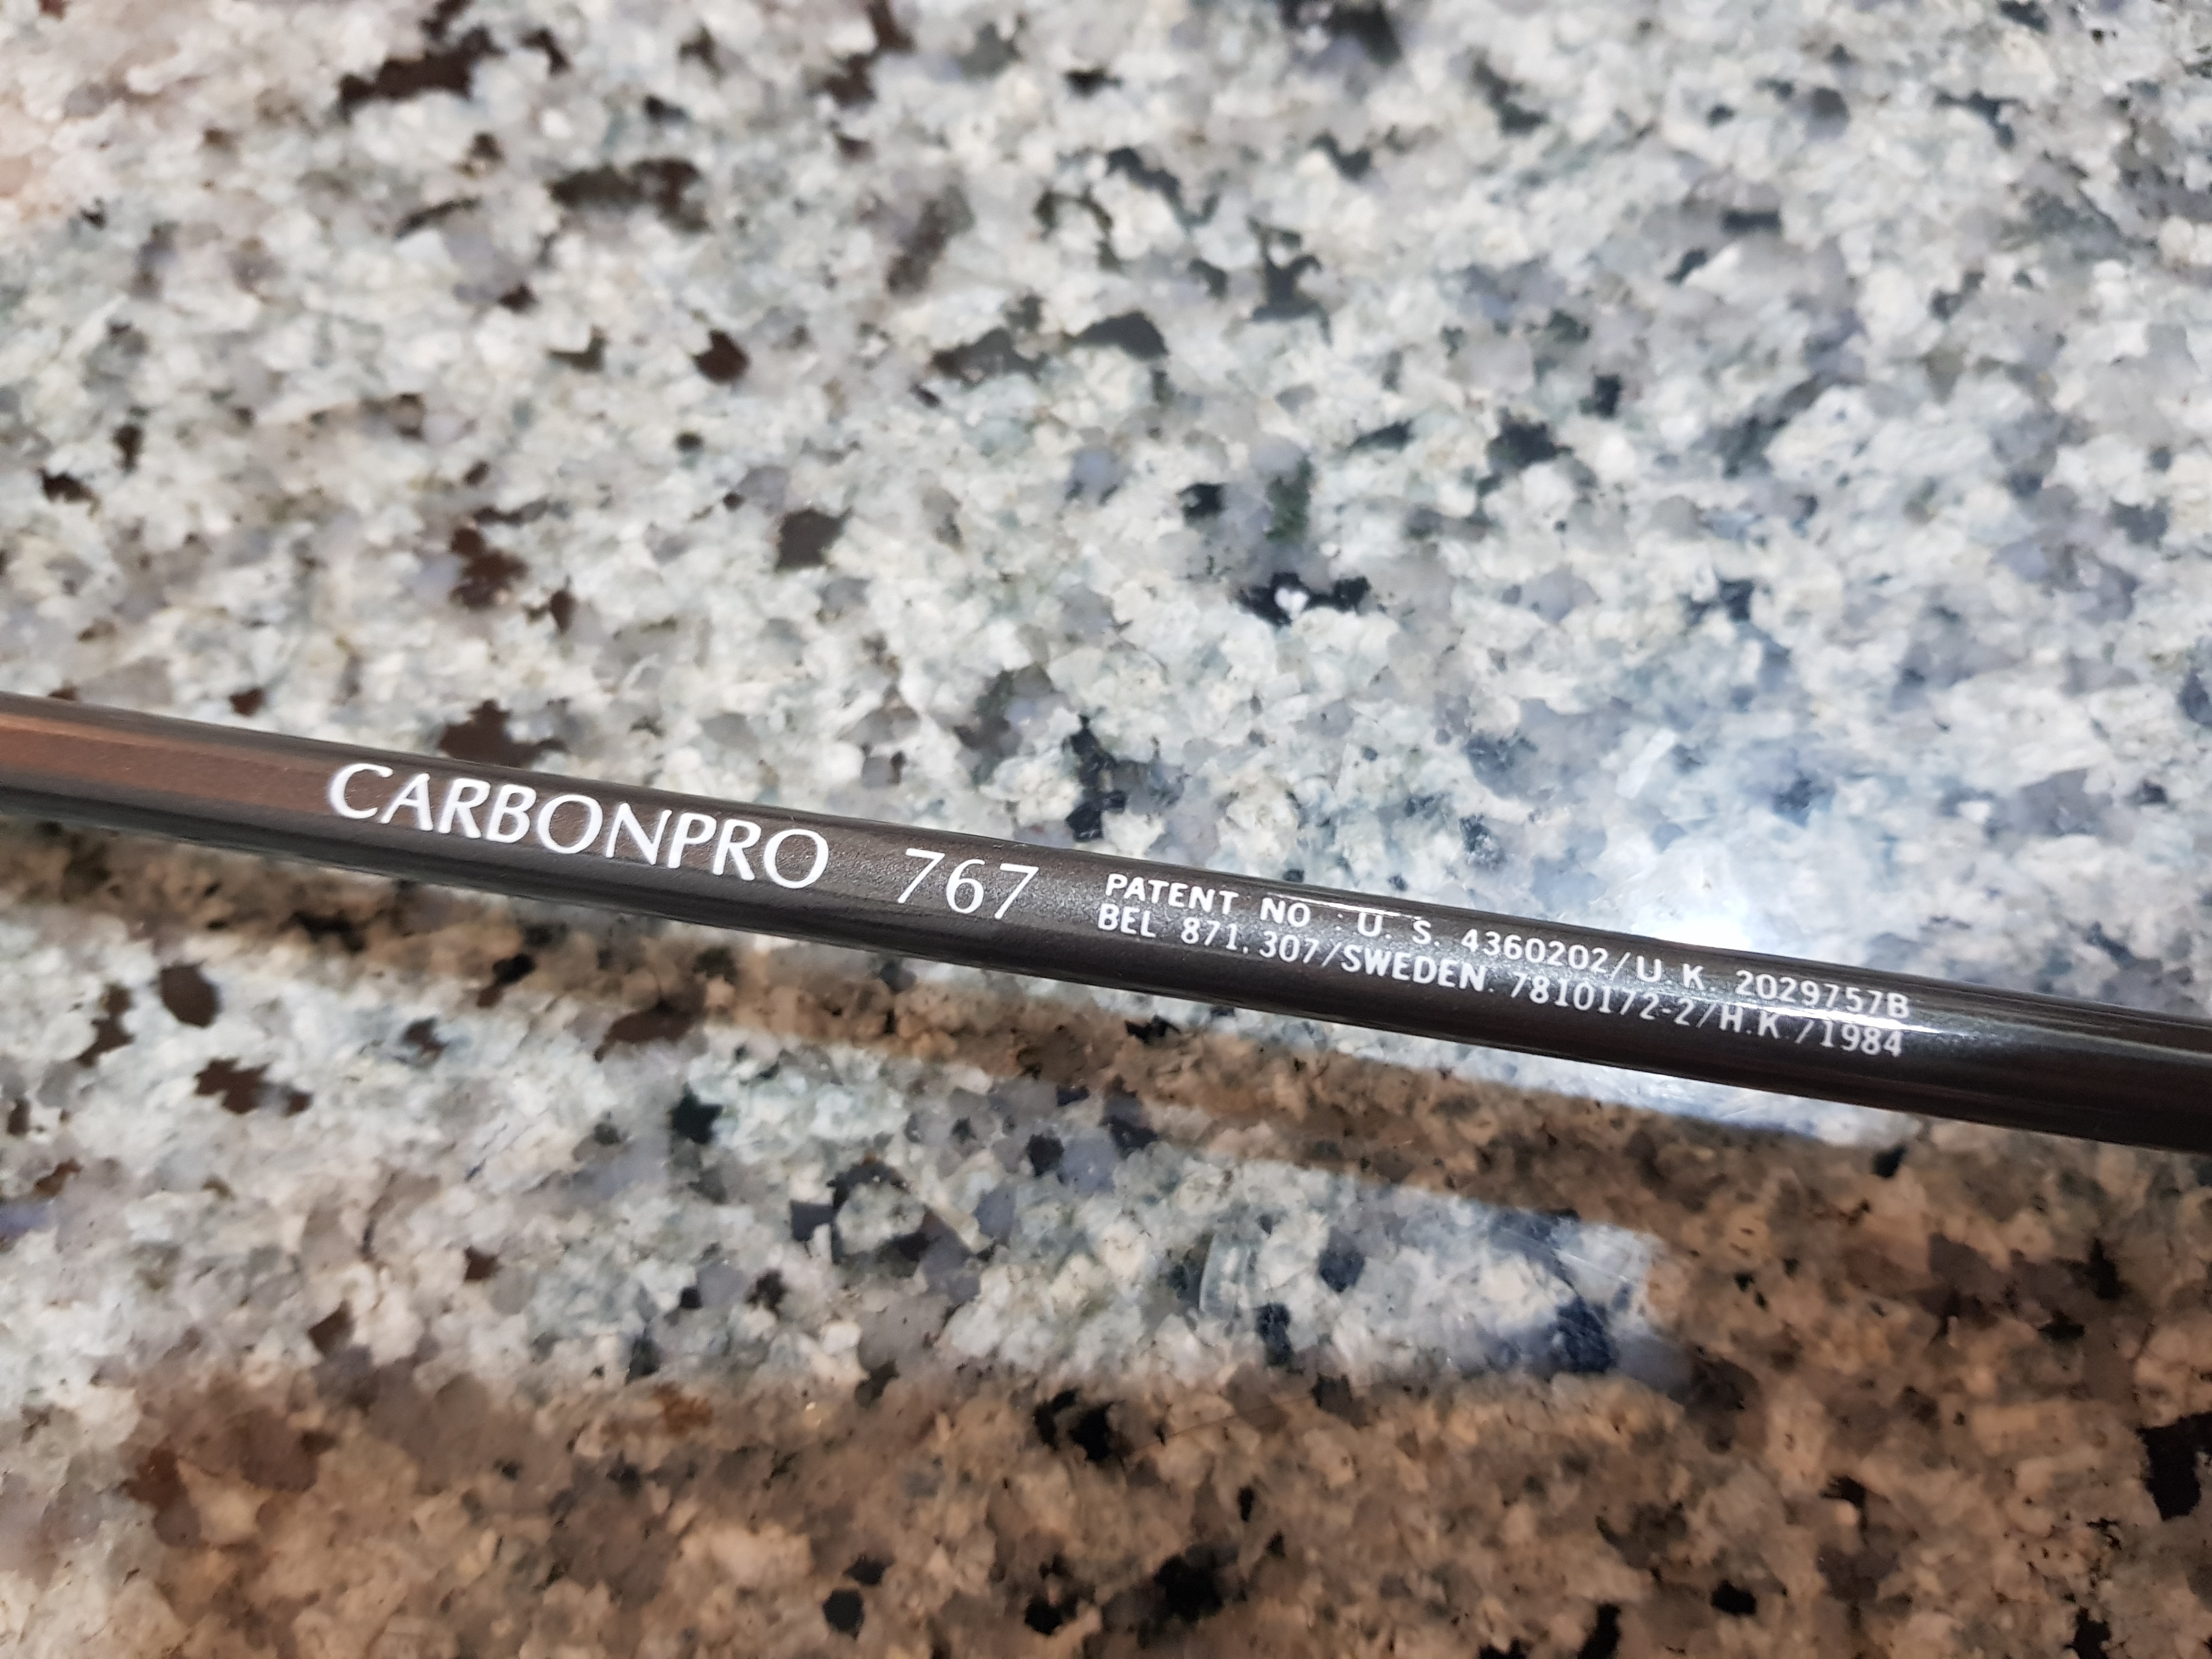 CARBONPRO 767
PATENT NO : U. S. 4360202/U K. 2029757B
BEL 871,307/SWEDEN 7810172-2/H.K./1984